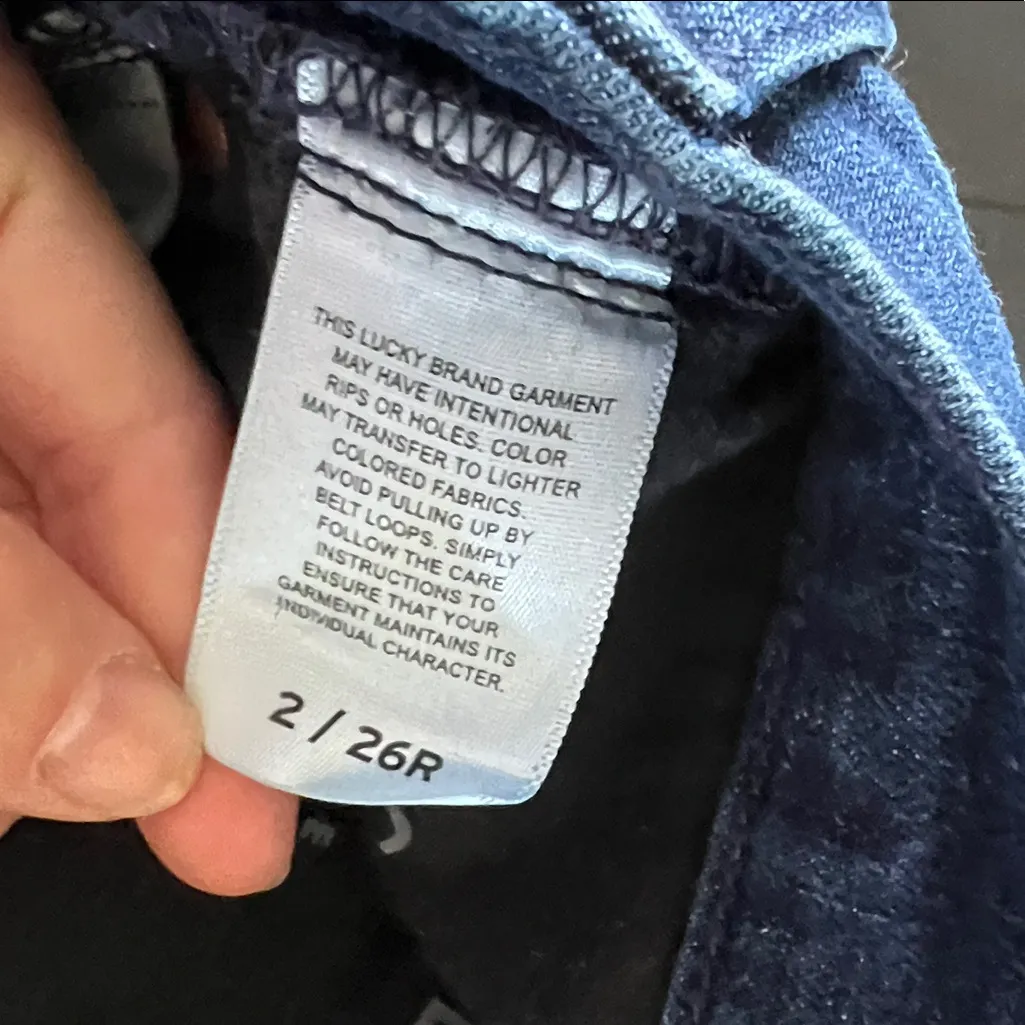 THIS LUCKY BRAND GARMENT
MAY HAVE INTENTIONAL
RIPS OR HOLES. COLOR
MAY TRANSFER TO LIGHTER
COLORED FABRICS.
AVOID PULLING UP BY
BELT LOOPS. SIMPLY
FOLLOW THE CARE
INSTRUCTIONS TO
ENSURE THAT YOUR
GARMENT MAINTAINS ITS
INDIVIDUAL CHARACTER.
2 / 26R